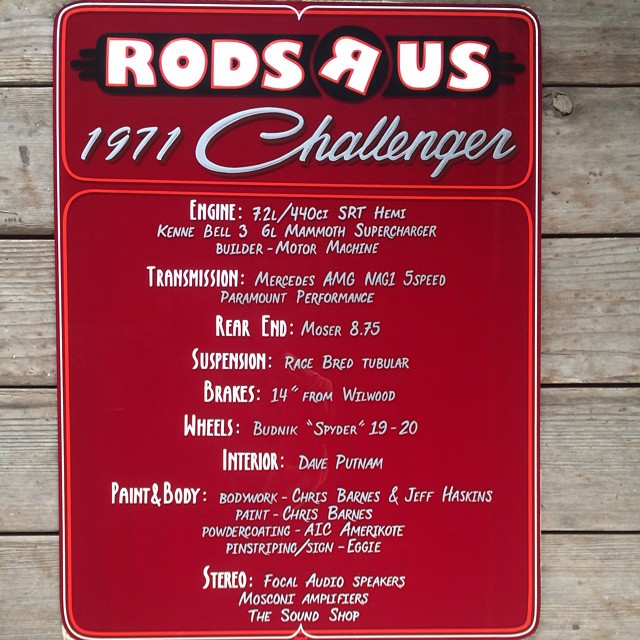 RODS R US
1971 Challenger
ENGINE: 7.2L/440CI SRT HEMI
KENNE BELL 3 6L MAMMOTH SUPERCHARGER
BUILDER - MOTOR MACHINE
TRANSMISSION: MERCEDES AMG NAG1 5SPEED
PARAMOUNT PERFORMANCE
REAR END: MOSER 8.75
SUSPENSION: RACE BRED TUBULAR
BRAKES: 14" FROM WILWOOD
WHEELS: BUDNIK "SPYDER" 19-20
INTERIOR: DAVE PUTNAM
PAINT&BODY: BODYWORK - CHRIS BARNES & JEFF HASKINS
PAINT - CHRIS BARNES
POWDERCOATING - AIC AMERIKOTE
PINSTRIPING/SIGN - EGGIE
STEREO: FOCAL AUDIO SPEAKERS
MOSCONI AMPLIFIERS
THE SOUND SHOP